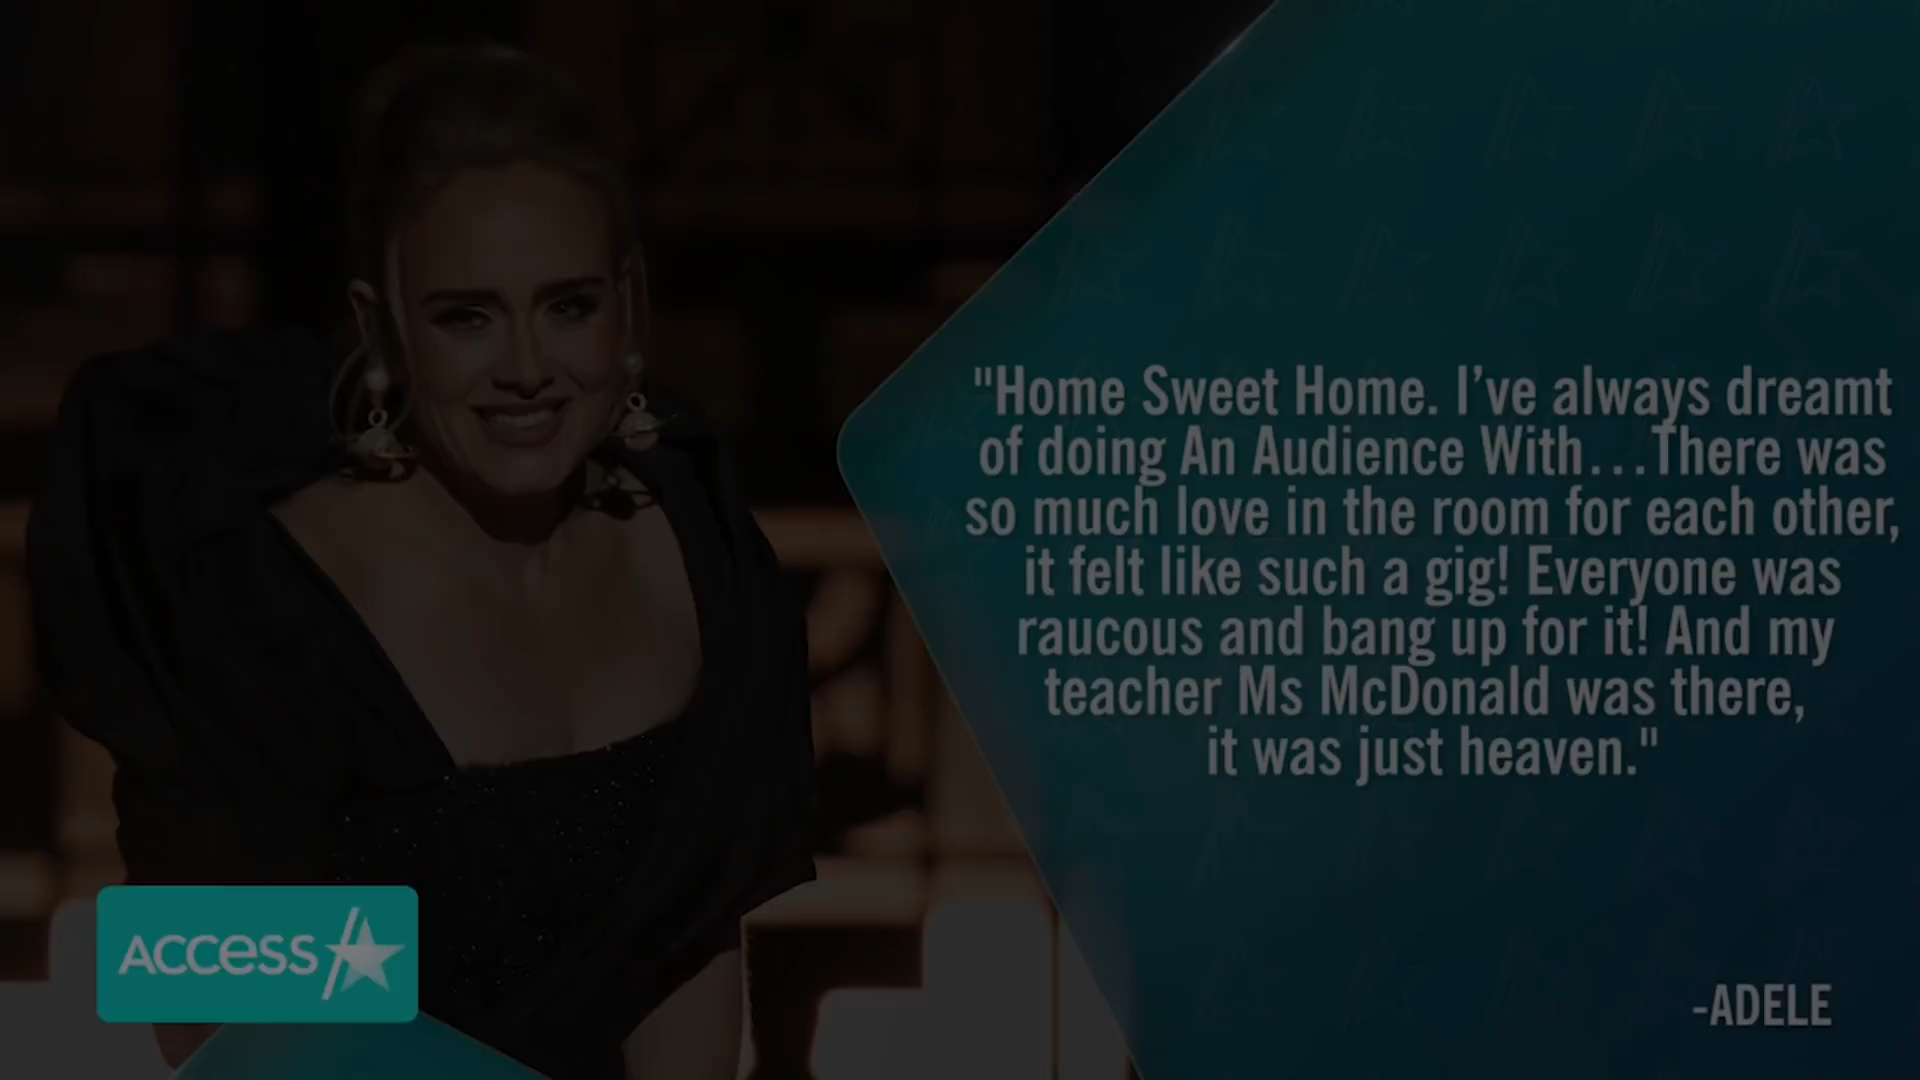 "Home Sweet Home. I’ve always dreamt
of doing An Audience With...There was
so much love in the room for each other,
it felt like such a gig! Everyone was
raucous and bang up for it! And my
teacher Ms McDonald was there,
it was just heaven."
ACCESS
-ADELE